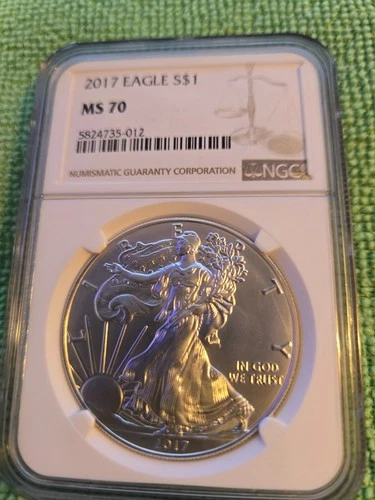 2017 EAGLE S$1
MS 70
5824735-012
NUMISMATIC GUARANTY CORPORATION
NGC
LIBERTY
IN GOD
WE TRUST
2017